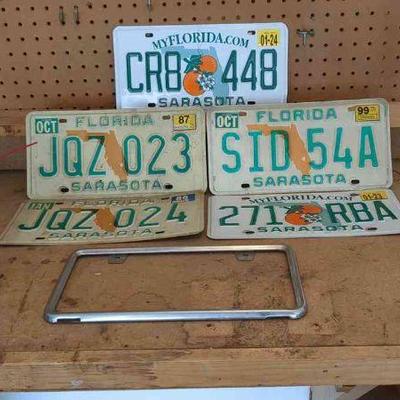 MYFLORIDA.COM 01-24
CR8 448
SARASOTA
OCT FLORIDA 87
JQZ 023
SARASOTA
OCT FLORIDA 99
SID 54A
SARASOTA
JAN FLORIDA
JQZ 024
SARASOTA
MYFLORIDA.COM 01-23
271 RBA
SARASOTA